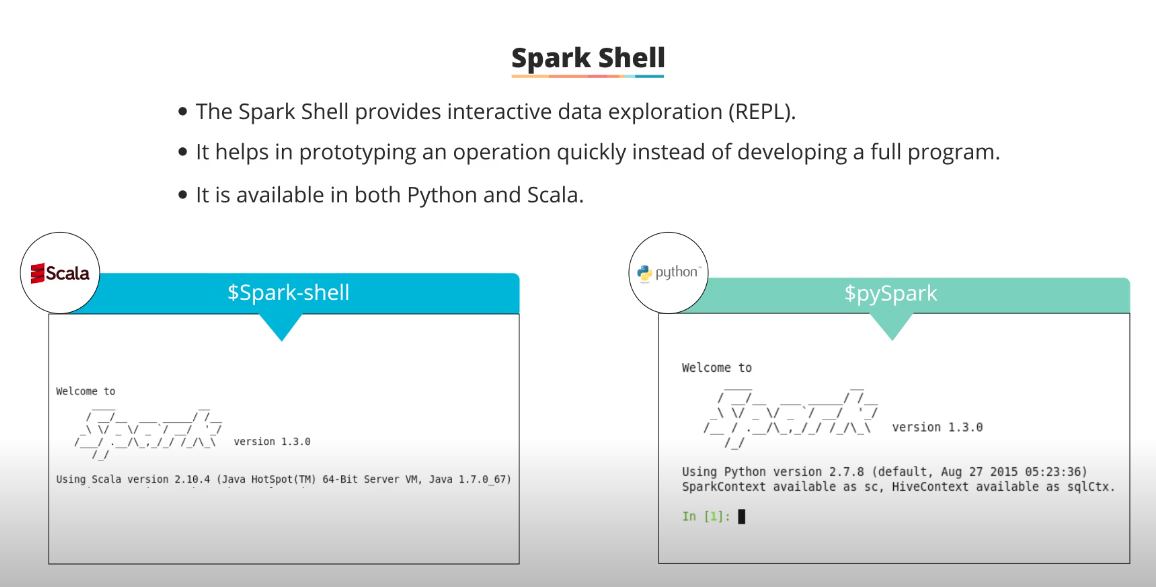 Spark Shell
• The Spark Shell provides interactive data exploration (REPL).
• It helps in prototyping an operation quickly instead of developing a full program.
• It is available in both Python and Scala.
Scala
$Spark-shell
Welcome to
Spark version 1.3.0
Using Scala version 2.10.4 (Java HotSpot(TM) 64-Bit Server VM, Java 1.7.0_67)
python™
$pySpark
Welcome to
Spark version 1.3.0
Using Python version 2.7.8 (default, Aug 27 2015 05:23:36)
SparkContext available as sc, HiveContext available as sqlCtx.
In [1]: